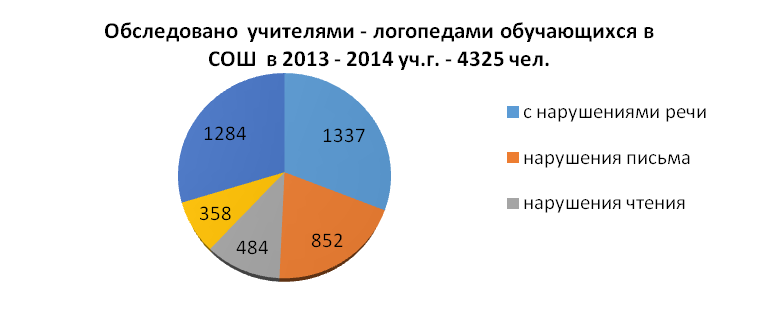 Обследовано учителями - логопедами обучающихся в
СОШ в 2013 - 2014 уч.г. - 4325 чел.
1284
1337
358
484
852
с нарушениями речи
нарушения письма
нарушения чтения